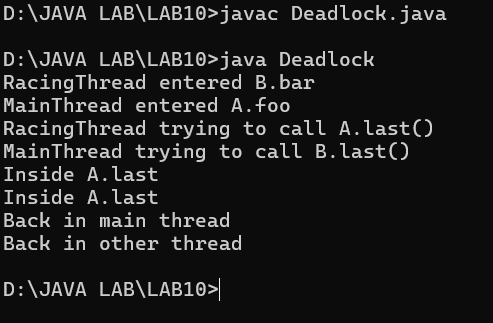 D:\JAVA LAB\LAB10>javac Deadlock.java
D:\JAVA LAB\LAB10>java Deadlock
RacingThread entered B.bar
MainThread entered A.foo
RacingThread trying to call A.last()
MainThread trying to call B.last()
Inside A.last
Inside A.last
Back in main thread
Back in other thread
D:\JAVA LAB\LAB10>